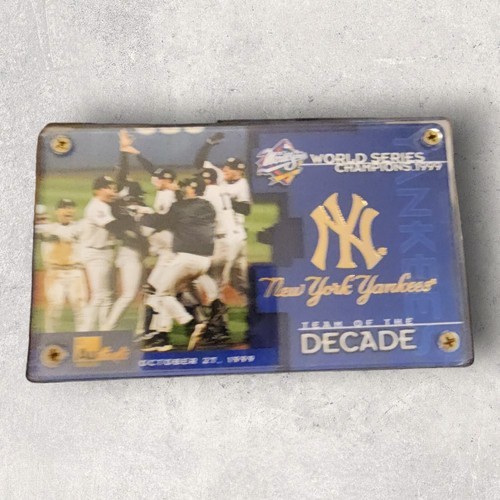 WORLD SERIES
CHAMPIONS 1999
NY
New York Yankees
TEAM OF THE
DECADE
OCTOBER 27, 1999